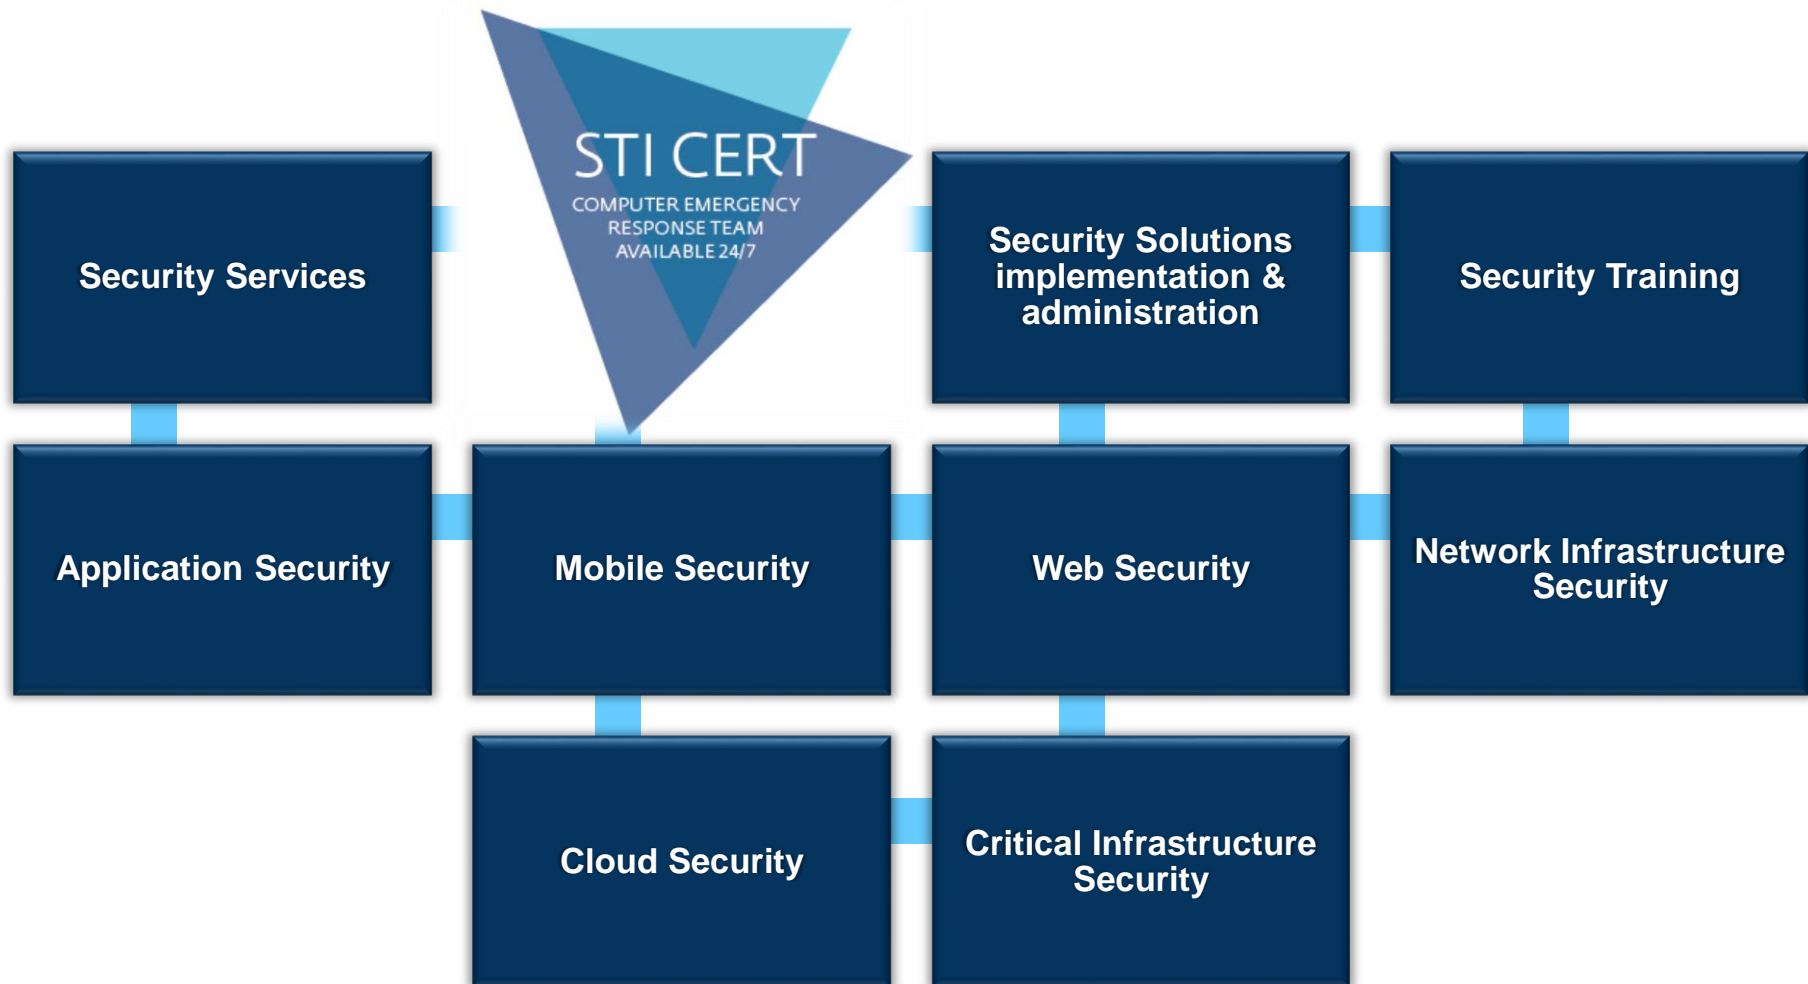 STI CERT
COMPUTER EMERGENCY
RESPONSE TEAM
AVAILABLE 24/7
Security Services
Security Solutions
implementation &
administration
Security Training
Application Security
Mobile Security
Web Security
Network Infrastructure
Security
Cloud Security
Critical Infrastructure
Security